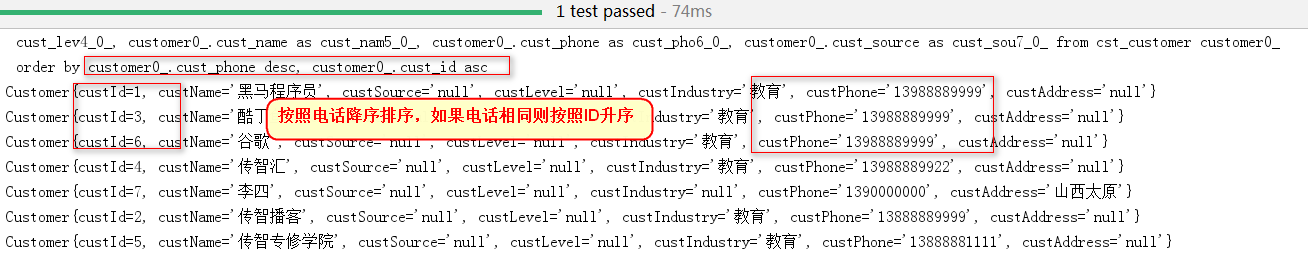 1 test passed - 74ms
cust_lev4_0_, customer0_.cust_name as cust_nam5_0_, customer0_.cust_phone as cust_pho6_0_, customer0_.cust_source as cust_sou7_0_ from cst_customer customer0_
order by customer0_.cust_phone desc, customer0_.cust_id asc
Customer{custId=1, custName='黑马程序员', custSource='null', custLevel='null', custIndustry='教育', custPhone='13988889999', custAddress='null'}
按照电话降序排序，如果电话相同则按照ID升序
Customer{custId=3, custName='酷丁 Industry='教育', custPhone='13988889999', custAddress='null'}
Customer{custId=6, custName='谷歌', custSource='null', custLevel='null', custIndustry='教育', custPhone='13988889999', custAddress='null'}
Customer{custId=4, custName='传智汇', custSource='null', custLevel='null', custIndustry='教育', custPhone='13988889922', custAddress='null'}
Customer{custId=7, custName='李四', custSource='null', custLevel='null', custIndustry='null', custPhone='1390000000', custAddress='山西太原'}
Customer{custId=2, custName='传智播客', custSource='null', custLevel='null', custIndustry='教育', custPhone='13888889999', custAddress='null'}
Customer{custId=5, custName='传智专修学院', custSource='null', custLevel='null', custIndustry='教育', custPhone='13888881111', custAddress='null'}